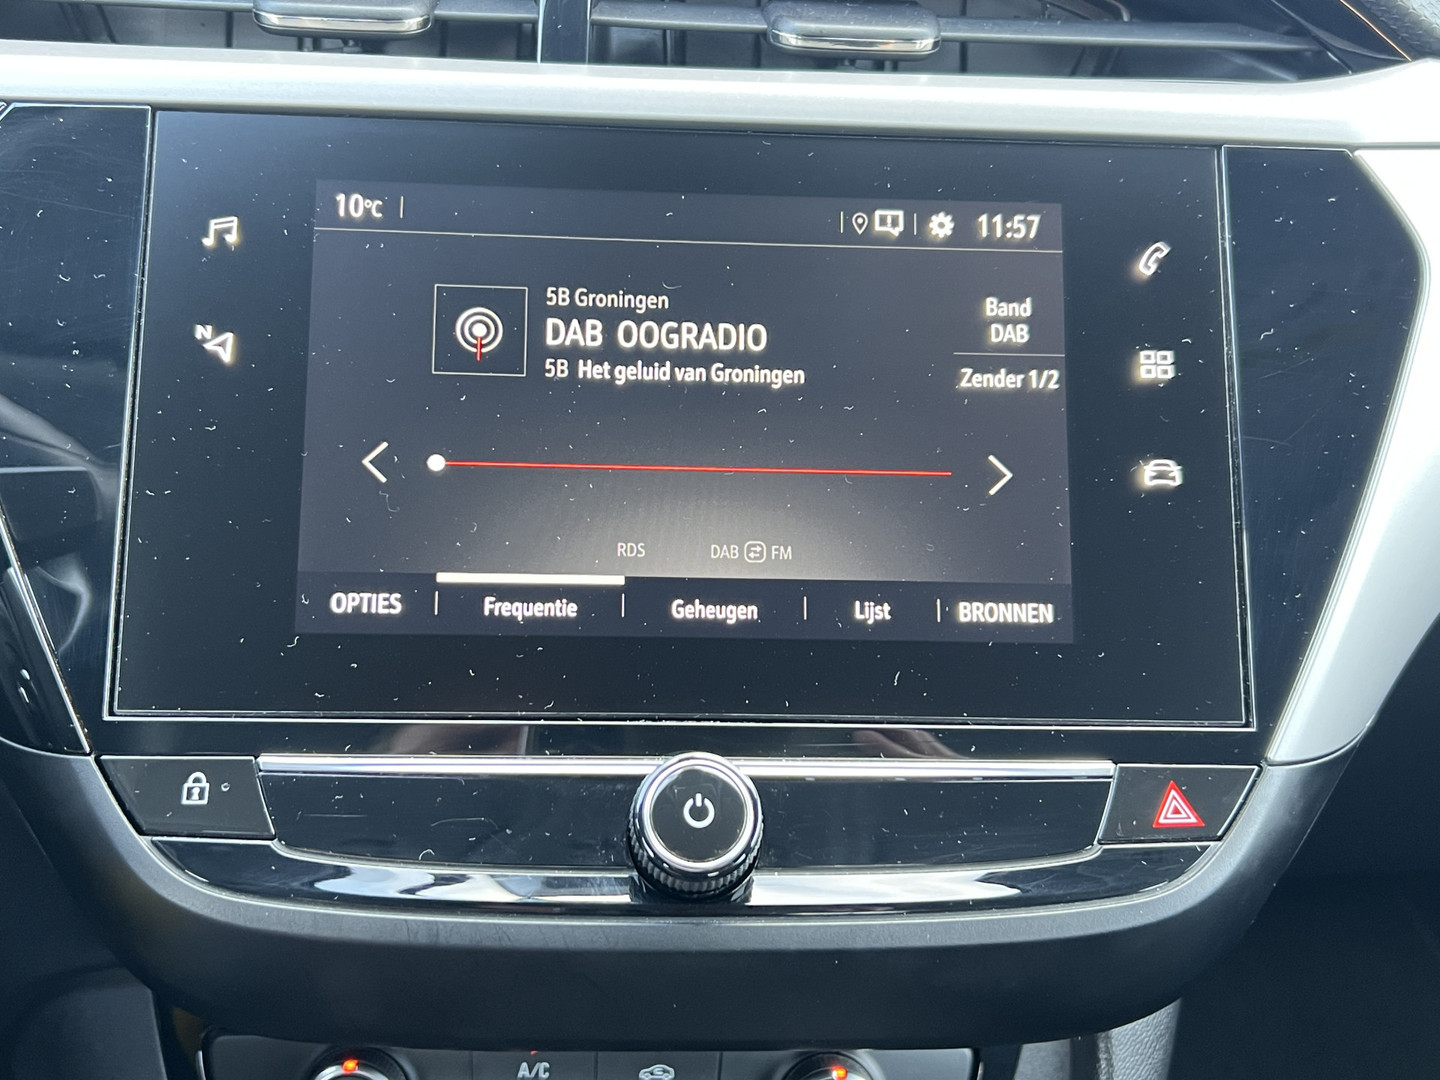 10°C
11:57
N
5B Groningen
DAB OOGRADIO
5B Het geluid van Groningen
Band
DAB
Zender 1/2
RDS
DAB FM
OPTIES
Frequentie
Geheugen
Lijst
BRONNEN
A/C